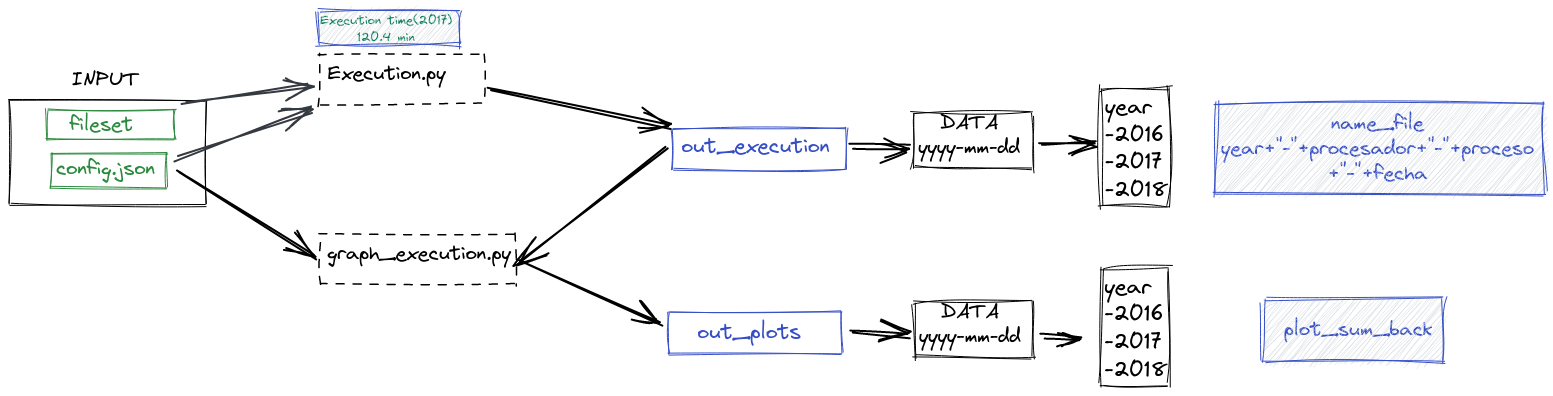 Execution time(2017)
120.4 min
INPUT
Execution.py
fileset
config.json
out_execution
DATA
yyyy-mm-dd
year
-2016
-2017
-2018
name_file
year+"-"+procesador+"-"+proceso
+"-"+fecha
graph_execution.py
out_plots
DATA
yyyy-mm-dd
year
-2016
-2017
-2018
plot_sum_back